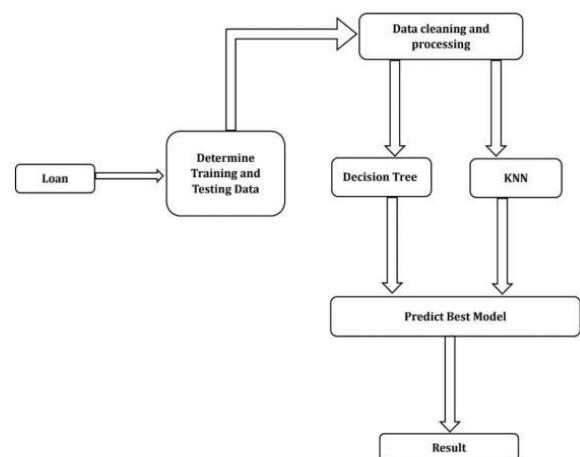 Loan
Determine
Training and
Testing Data
Data cleaning and
processing
Decision Tree
KNN
Predict Best Model
Result